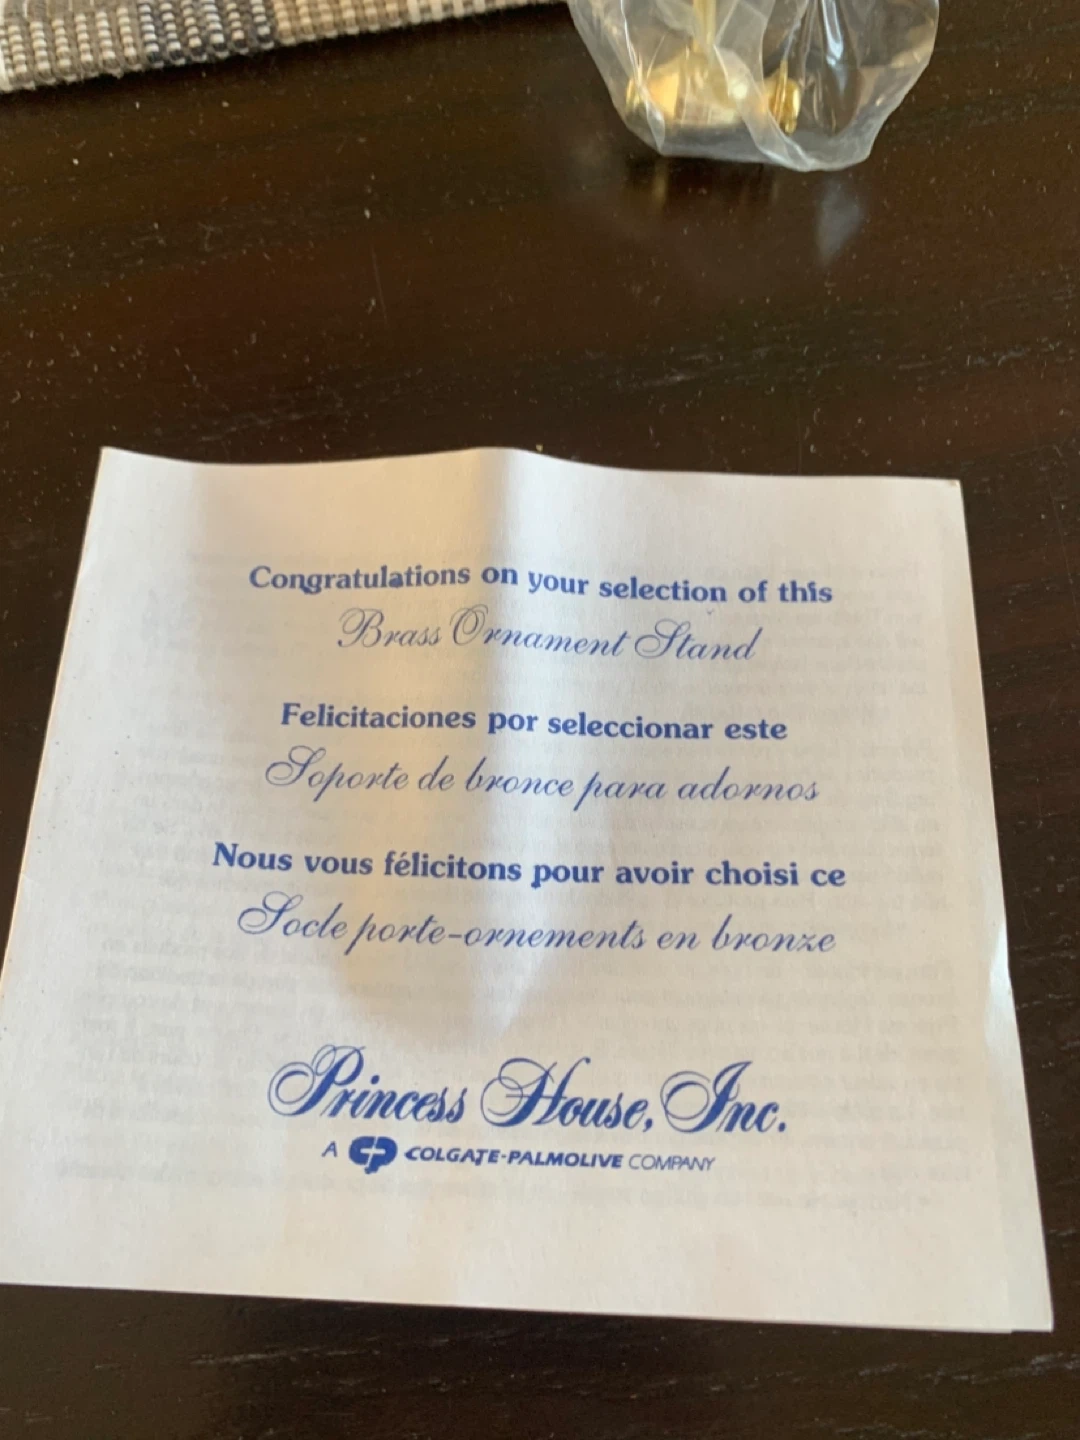 Congratulations on your selection of this
Brass Ornament Stand
Felicitaciones por seleccionar este
Soporte de bronce para adornos
Nous vous félicitons pour avoir choisi ce
Socle porte-ornements en bronze
Princess House, Inc.
A CP COLGATE-PALMOLIVE COMPANY